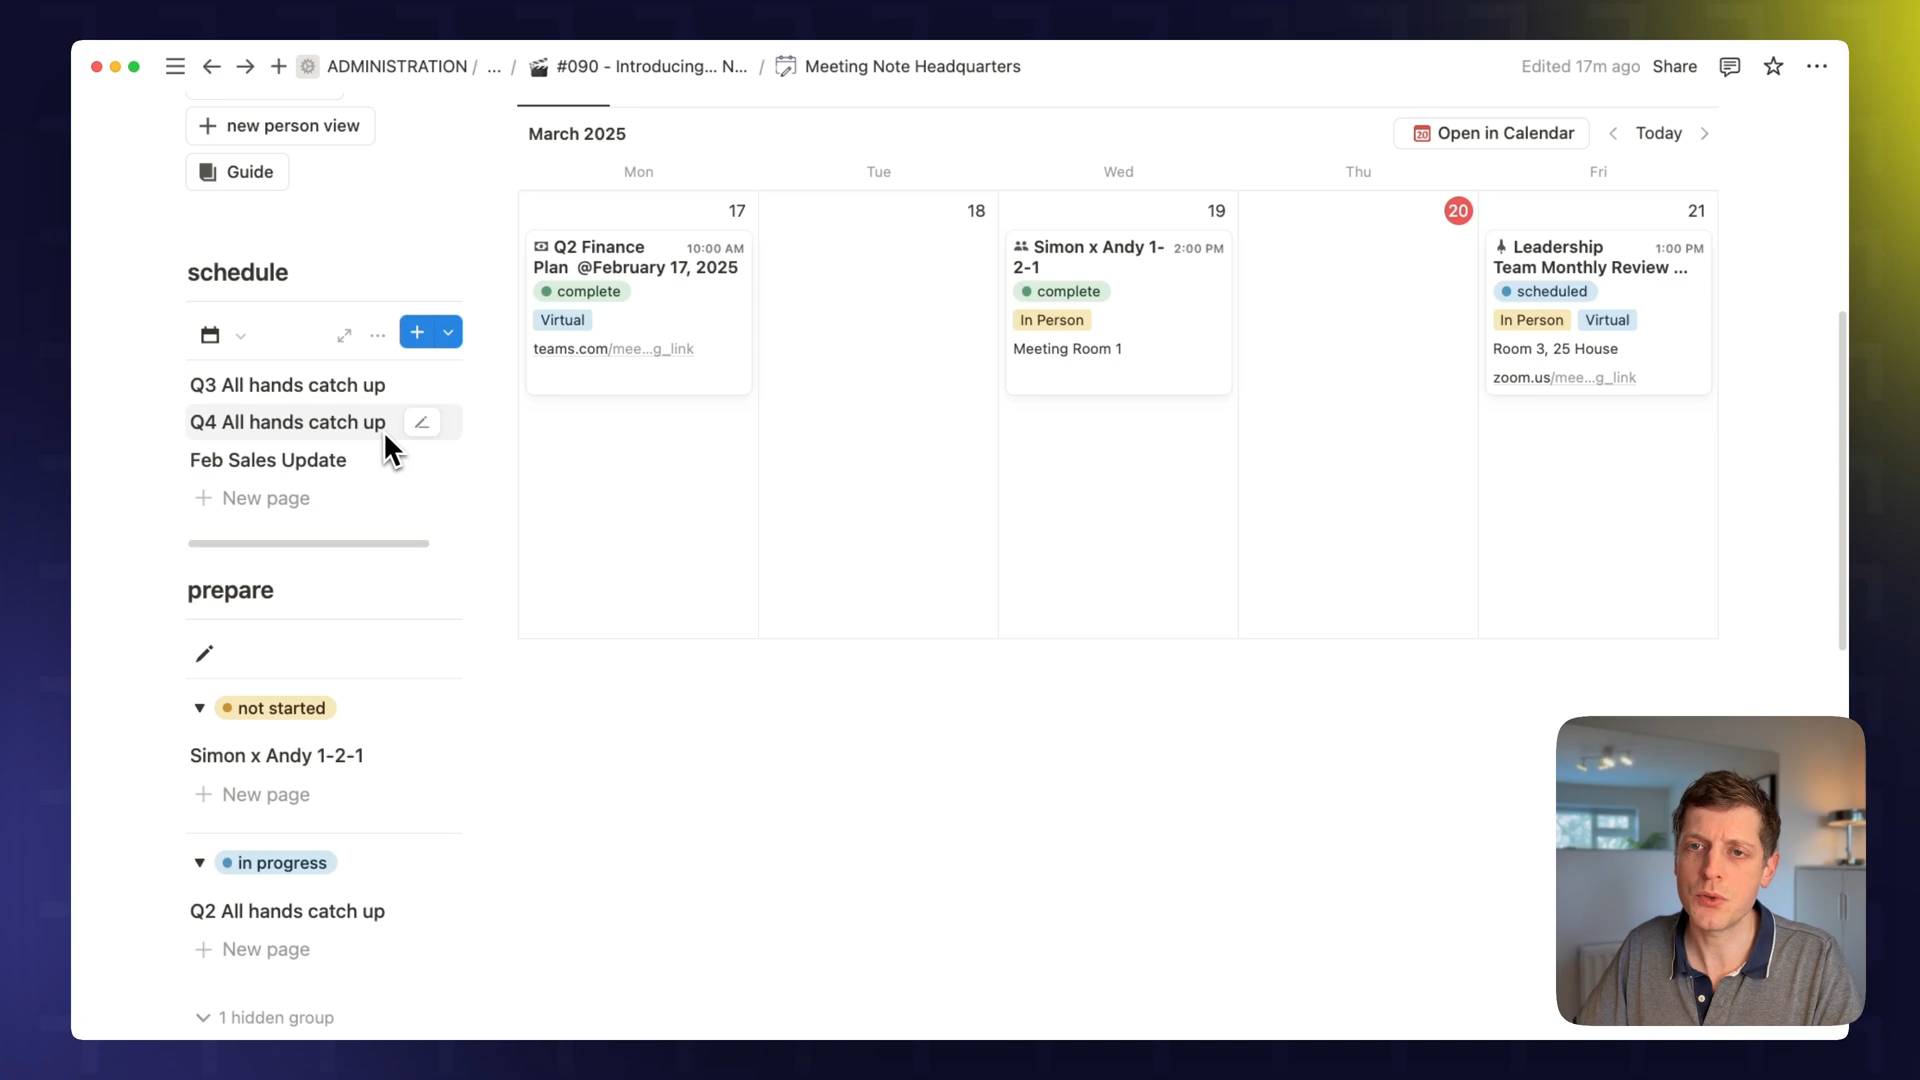 ADMINISTRATION / ... / #090 - Introducing... N... / Meeting Note Headquarters
Edited 17m ago Share
new person view
Guide
schedule
Q3 All hands catch up
Q4 All hands catch up
Feb Sales Update
New page
prepare
not started
Simon x Andy 1-2-1
New page
in progress
Q2 All hands catch up
New page
1 hidden group
March 2025
20 Open in Calendar Today
Mon Tue Wed Thu Fri
17 18 19 20 21
Q2 Finance 10:00 AM
Plan @February 17, 2025
complete
Virtual
teams.com/mee...g_link
Simon x Andy 1- 2:00 PM
2-1
complete
In Person
Meeting Room 1
Leadership 1:00 PM
Team Monthly Review ...
scheduled
In Person Virtual
Room 3, 25 House
zoom.us/mee...g_link